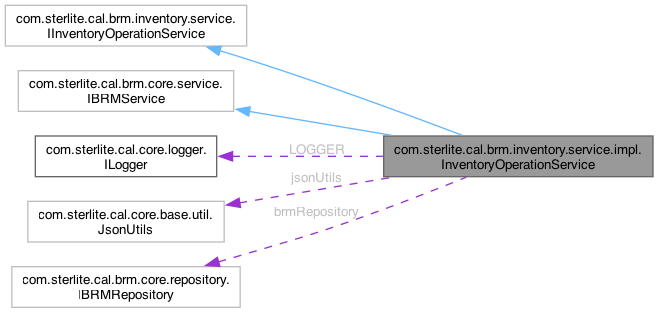 com.sterlite.cal.brm.inventory.service.
IInventoryOperationService
com.sterlite.cal.brm.core.service.
IBRMService
com.sterlite.cal.core.logger.
ILogger
LOGGER
com.sterlite.cal.brm.inventory.service.impl.
InventoryOperationService
jsonUtils
com.sterlite.cal.core.base.util.
JsonUtils
brmRepository
com.sterlite.cal.brm.core.repository.
IBRMRepository